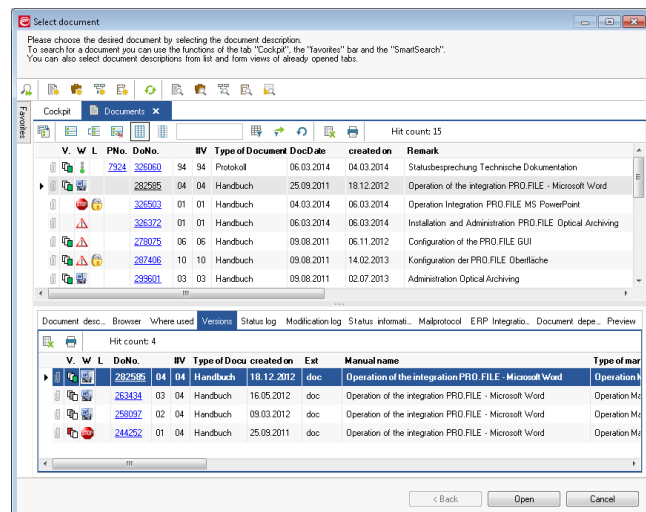 Select document
Please choose the desired document by selecting the document description.
To search for a document you can use the functions of the tab "Cockpit", the "favorites" bar and the "SmartSearch".
You can also select document descriptions from list and form views of already opened tabs.
Favorites
Cockpit Documents
Hit count: 15
V. W L PNo. DoNo. #V Type of Document DocDate created on Remark
7924 326060 94 94 Protokoll 06.03.2014 04.03.2014 Statusbesprechung Technische Dokumentation
282585 04 04 Handbuch 25.09.2011 18.12.2012 Operation of the integration PRO.FILE - Microsoft Word
326503 01 01 Handbuch 04.03.2014 06.03.2014 Operation Integration PRO.FILE MS PowerPoint
326372 01 01 Handbuch 06.03.2014 06.03.2014 Installation and Administration PRO.FILE Optical Archiving
278075 06 06 Handbuch 09.08.2011 06.11.2012 Configuration of the PRO.FILE GUI
287406 10 10 Handbuch 09.08.2011 14.02.2013 Konfiguration der PRO.FILE Oberfläche
299601 03 03 Handbuch 09.08.2011 02.07.2013 Administration Optical Archiving
Document desc... Browser Where used Versions Status log Modification log Status informati... Mailprotocol ERP Integratio... Document depe... Preview
Hit count: 4
V. W L DoNo. #V Type of Docu created on Ext Manual name Type of mar
282585 04 04 Handbuch 18.12.2012 doc Operation of the integration PRO.FILE - Microsoft Word Operation M
263434 03 04 Handbuch 16.05.2012 doc Operation of the integration PRO.FILE - Microsoft Word Operation Ma
258097 02 04 Handbuch 09.03.2012 doc Operation of the integration PRO.FILE - Microsoft Word Operation Ma
244252 01 04 Handbuch 25.09.2011 doc Operation of the integration PRO.FILE - Microsoft Word Operation Ma
< Back Open Cancel